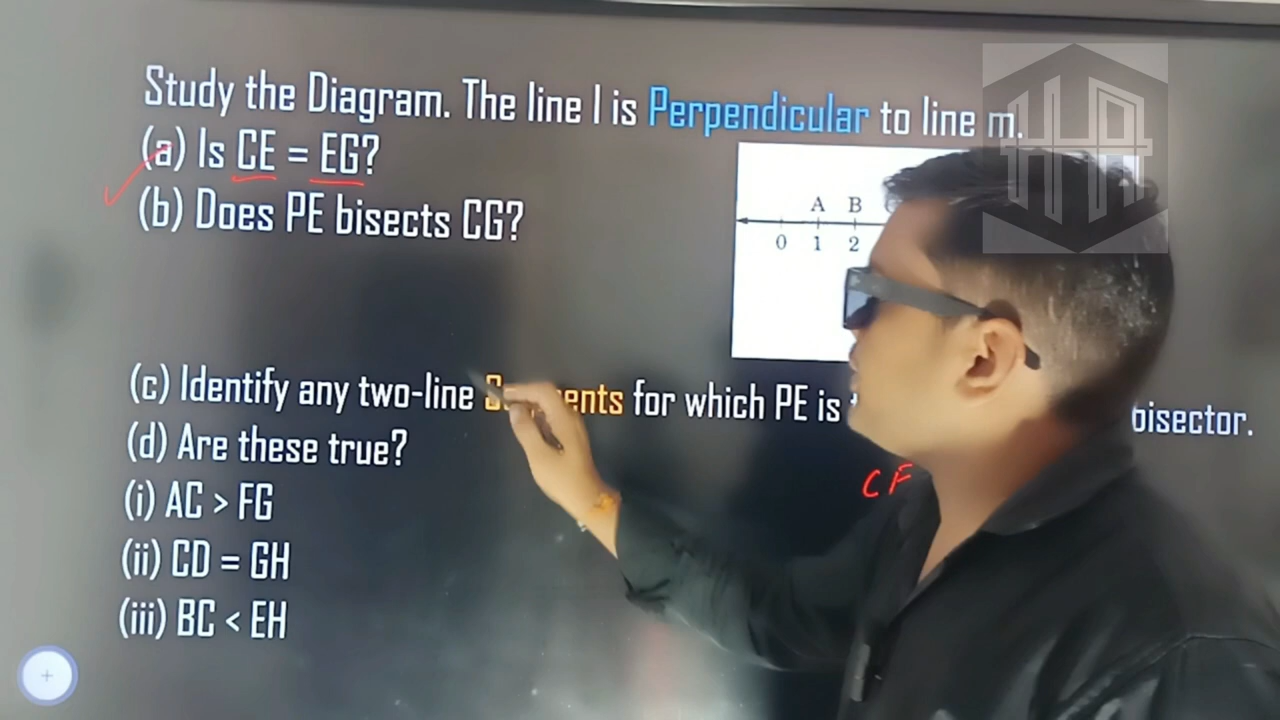 Study the Diagram. The line l is Perpendicular to line m.
(a) Is CE = EG?
(b) Does PE bisects CG?
A B
0 1 2
(c) Identify any two-line for which PE is bisector.
(d) Are these true?
(i) AC > FG
(ii) CD = GH
(iii) BC < EH